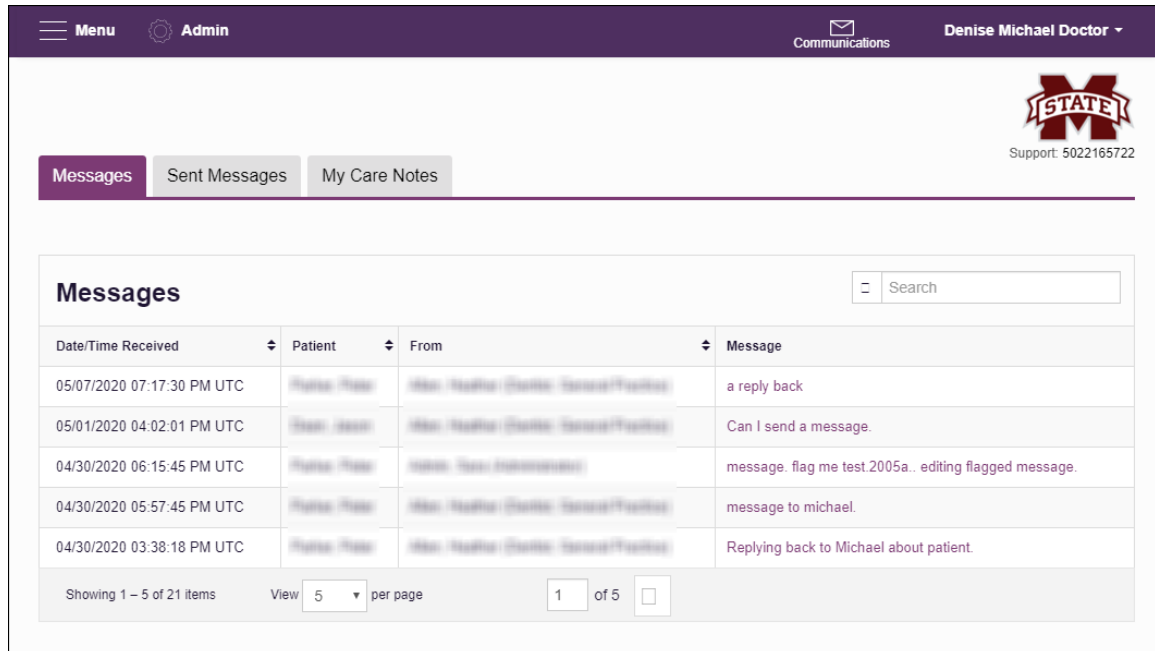 Menu Admin Communications Denise Michael Doctor
STATE
Support: 5022165722
Messages Sent Messages My Care Notes
Messages Search
Date/Time Received Patient From Message
05/07/2020 07:17:30 PM UTC a reply back
05/01/2020 04:02:01 PM UTC Can I send a message.
04/30/2020 06:15:45 PM UTC message. flag me test.2005a.. editing flagged message.
04/30/2020 05:57:45 PM UTC message to michael.
04/30/2020 03:38:18 PM UTC Replying back to Michael about patient.
Showing 1 – 5 of 21 items View 5 per page 1 of 5